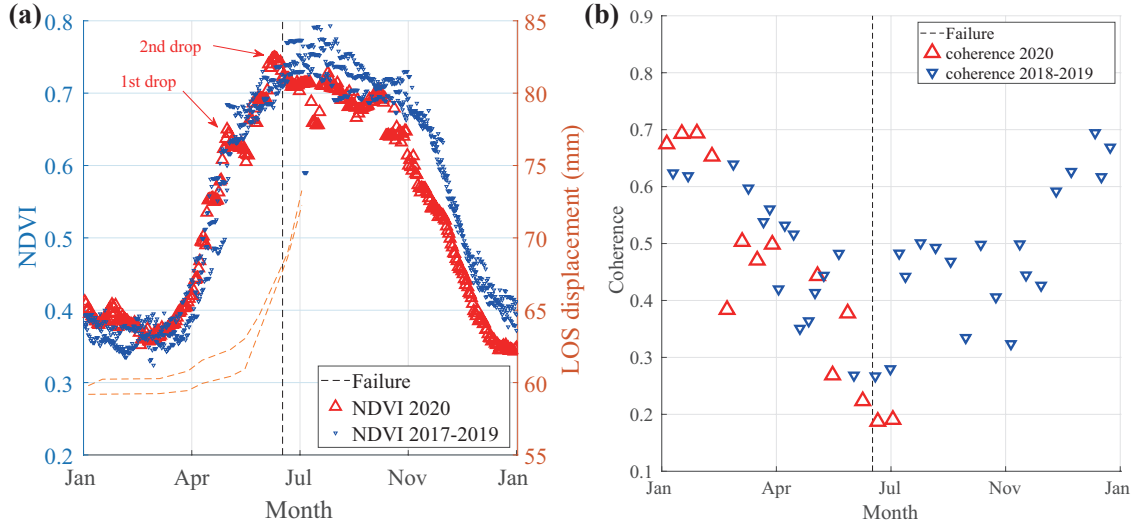 (a)
0.8
0.7
0.6
0.5
0.4
0.3
0.2
NDVI
2nd drop
1st drop
85
80
75
70
65
60
55
LOS displacement (mm)
Failure
NDVI 2020
NDVI 2017-2019
Jan Apr Jul Nov Jan
Month
(b)
0.9
0.8
0.7
0.6
0.5
0.4
0.3
0.2
0.1
Coherence
Failure
coherence 2020
coherence 2018-2019
Jan Apr Jul Nov Jan
Month